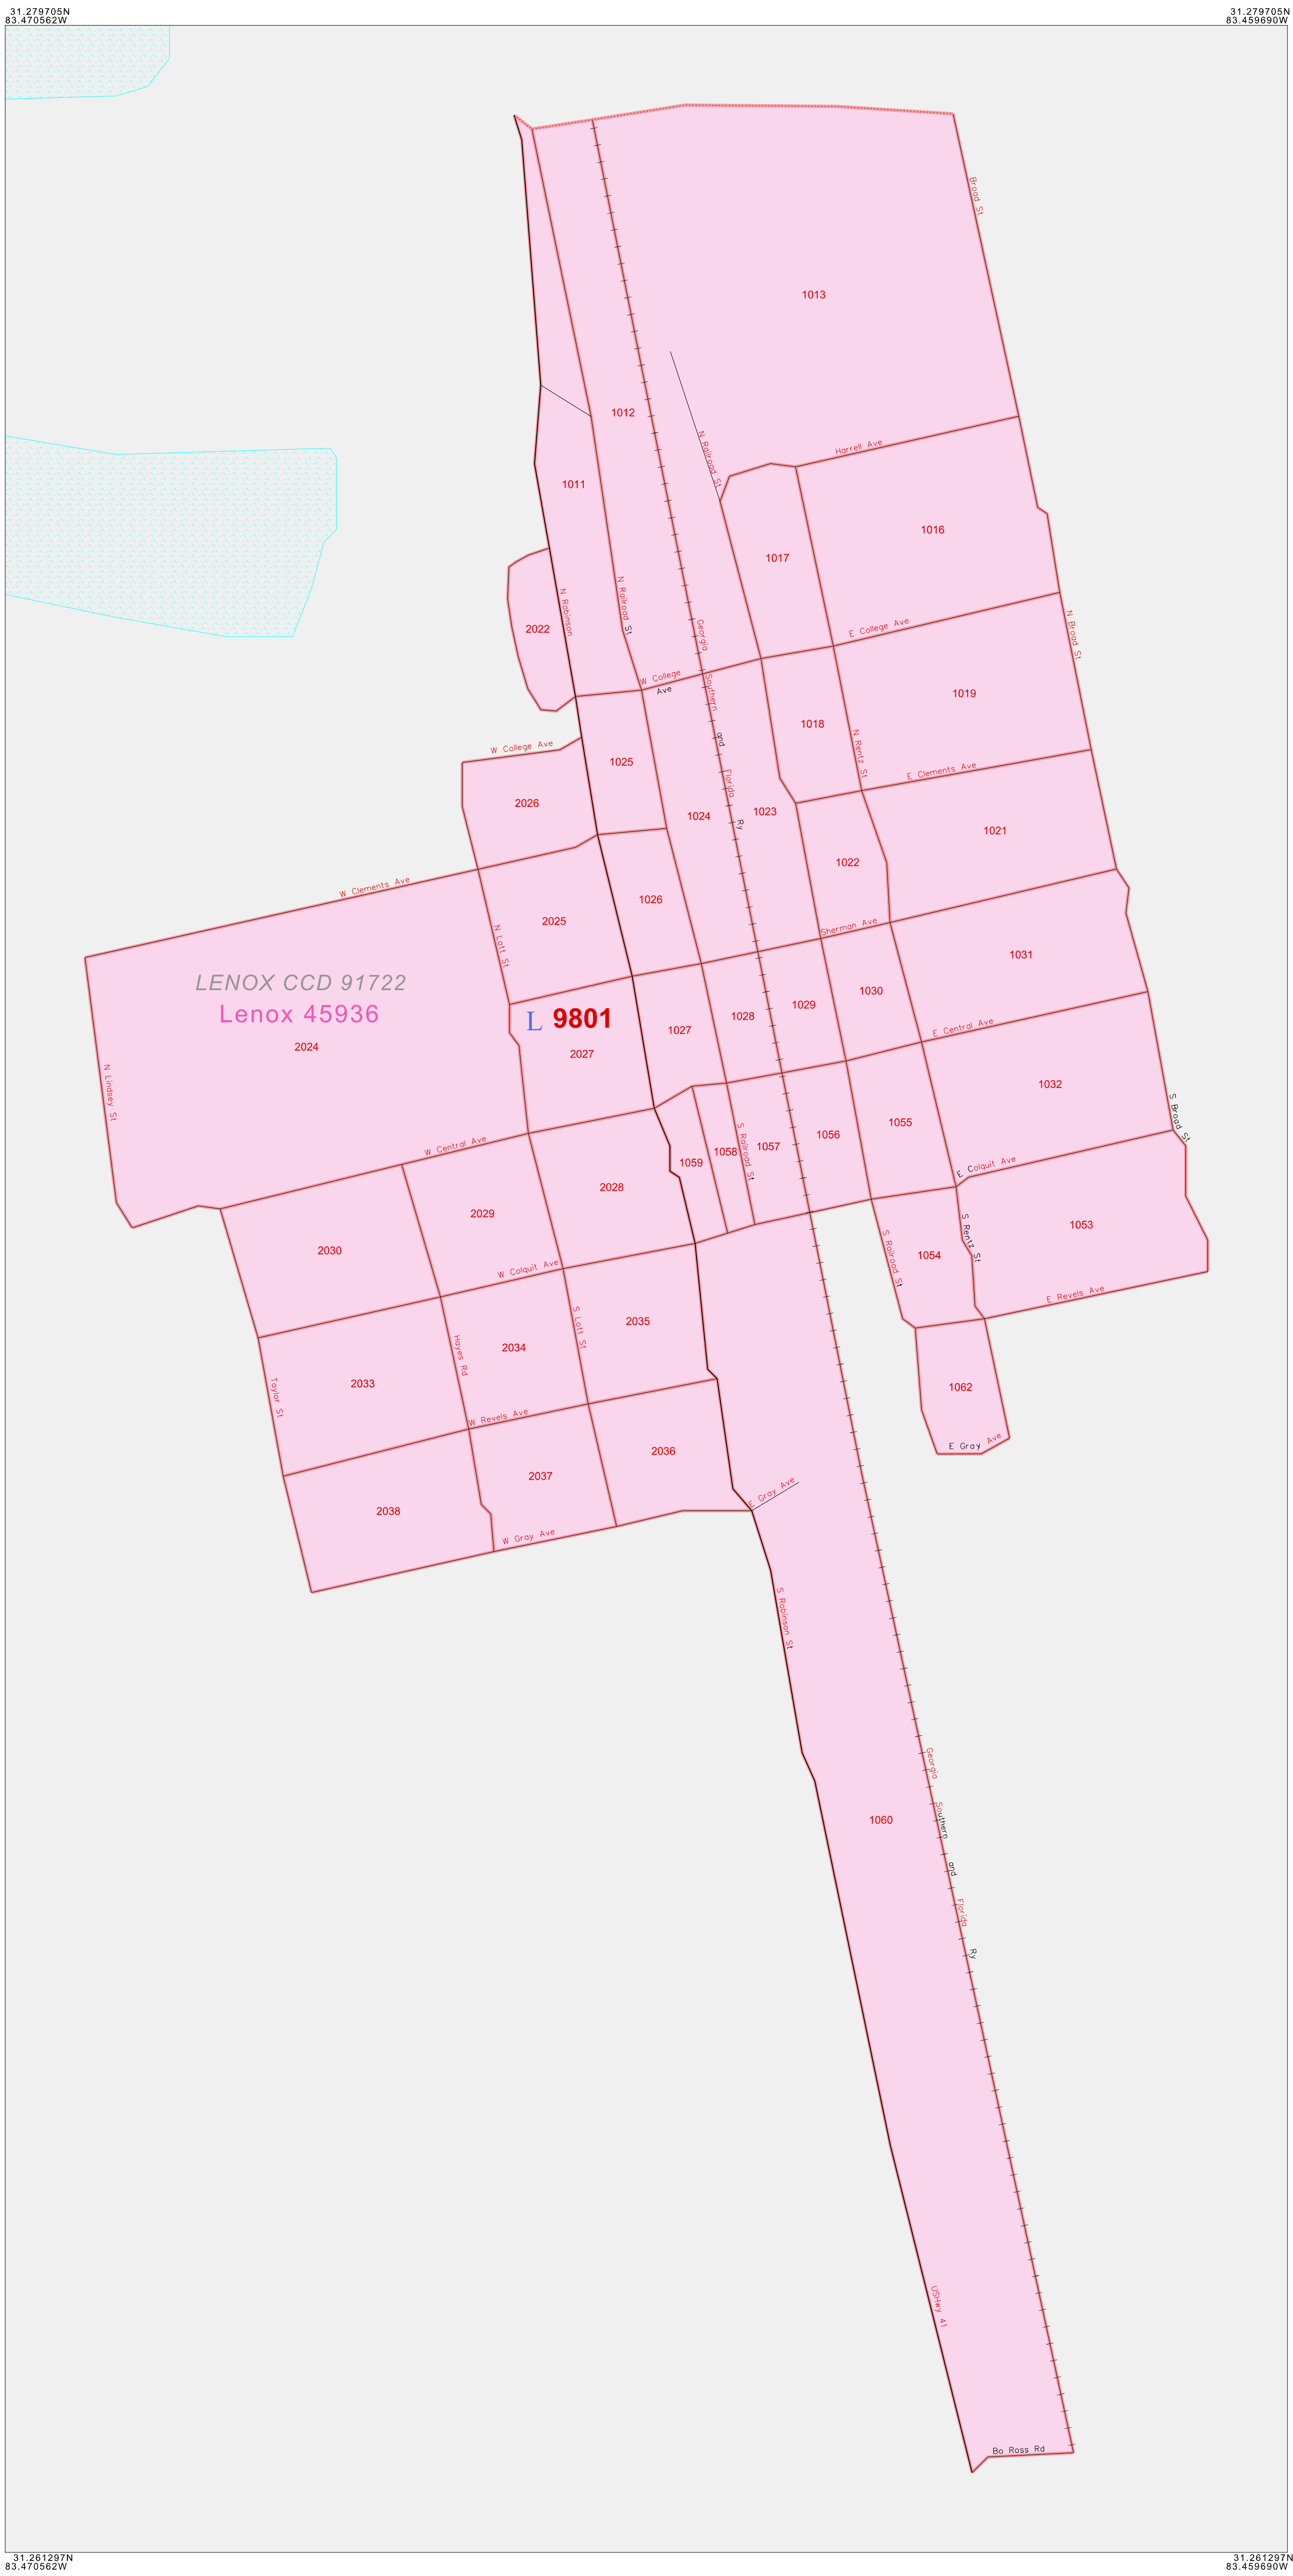 31.279705N
83.470562W
31.279705N
83.459690W
Broad St
1013
1012
N Railroad St
Harrell Ave
1011
1016
1017
N Robinson
N Railroad St
2022
Georgia Southern and Florida Ry
E College Ave
N Broad St
W College Ave
1019
1018
N Rentz St
W College Ave
1025
E Clements Ave
2026
1024
1023
1021
1022
W Clements Ave
1026
2025
Sherman Ave
N Lott St
1031
LENOX CCD 91722
1030
1029
Lenox 45936
L 9801
1028
1027
E Central Ave
2024
2027
N Lindsey St
1032
S Broad St
W Central Ave
1055
1056
1057
S Railroad St
1058
1059
E Colquit Ave
2028
2029
2030
S Rentz St
1053
S Railroad St
1054
W Colquit Ave
E Revels Ave
S Lott St
2035
2034
Hayes Rd
2033
Taylor St
1062
W Revels Ave
E Gray Ave
2036
2037
E Gray Ave
2038
W Gray Ave
S Robinson St
Georgia Southern and Florida Ry
1060
USHwy 41
Bo Ross Rd
31.261297N
83.470562W
31.261297N
83.459690W